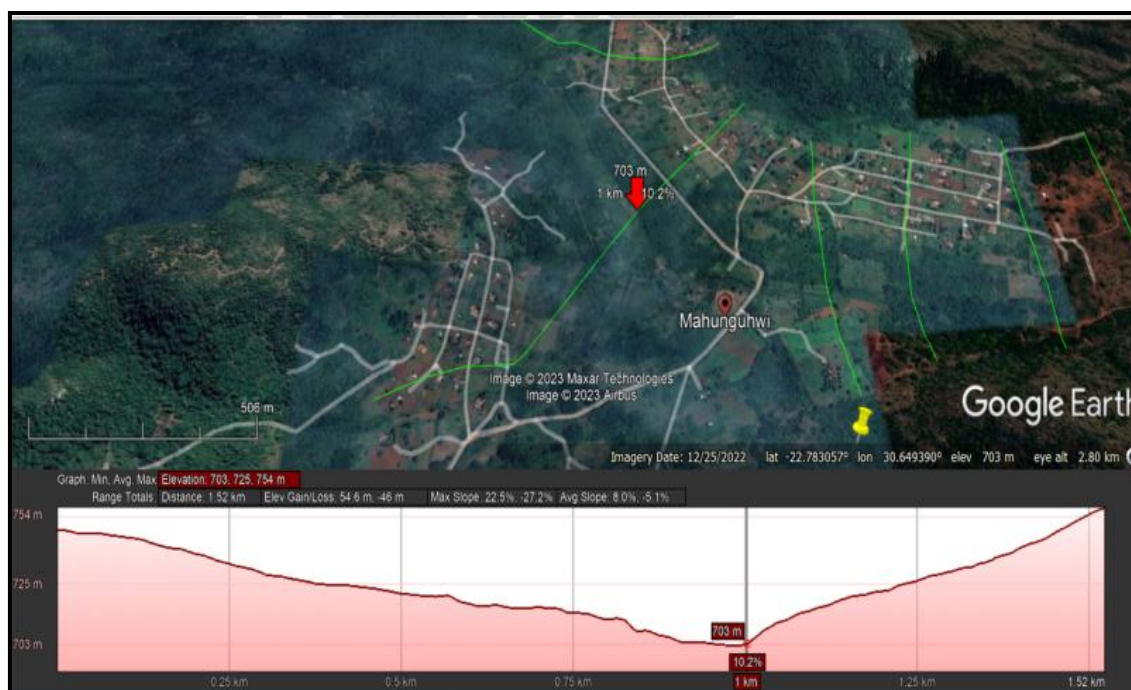 703 m
1 km 10.2%
Mahunguhwi
Image © 2023 Maxar Technologies
Image © 2023 Airbus
506 m
Google Earth
Imagery Date: 12/25/2022 lat -22.783057° lon 30.649390° elev 703 m eye alt 2.80 km
Graph: Min, Avg, Max Elevation: 703, 725, 754 m
Range Totals: Distance: 1.52 km Elev Gain/Loss: 54.6 m, -46 m Max Slope: 22.5%, -27.2% Avg Slope: 8.0%, -5.1%
754 m
725 m
703 m
703 m
10.2%
0.25 km 0.5 km 0.75 km 1 km 1.25 km 1.52 km